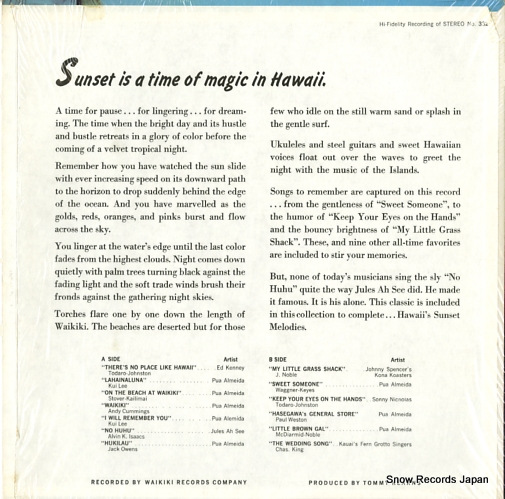 Hi-Fidelity Recording of STEREO No.
Sunset is a time of magic in Hawaii.
A time for pause . . . for lingering . . . for dream-
ing. The time when the bright day and its hustle
and bustle retreats in a glory of color before the
coming of a velvet tropical night.
Remember how you have watched the sun slide
with ever increasing speed on its downward path
to the horizon to drop suddenly behind the edge
of the ocean. And you have marvelled as the
golds, reds, oranges, and pinks burst and flow
across the sky.
You linger at the water's edge until the last color
fades from the highest clouds. Night comes down
quietly with palm trees turning black against the
fading light and the soft trade winds brush their
fronds against the gathering night skies.
Torches flare one by one down the length of
Waikiki. The beaches are deserted but for those
few who idle on the still warm sand or splash in
the gentle surf.
Ukuleles and steel guitars and sweet Hawaiian
voices float out over the waves to greet the
night with the music of the Islands.
Songs to remember are captured on this record
. . . from the gentleness of "Sweet Someone", to
the humor of "Keep Your Eyes on the Hands"
and the bouncy brightness of "My Little Grass
Shack". These, and nine other all-time favorites
are included to stir your memories.
But, none of today's musicians sing the sly "No
Huhu" quite the way Jules Ah See did. He made
it famous. It is his alone. This classic is included
in this collection to complete . . . Hawaii's Sunset
Melodies.
A SIDE Artist
"THERE'S NO PLACE LIKE HAWAII" . . . . Ed Kenney
Todaro-Johnston
"LAHAINALUNA" . . . . Pua Almeida
Kui Lee
"ON THE BEACH AT WAIKIKI" . . . . Pua Almeida
Stover-Kailimai
"WAIKIKI" . . . . Pua Almeida
Andy Cummings
"I WILL REMEMBER YOU" . . . . Pua Almeida
Kui Lee
"NO HUHU" . . . . Jules Ah See
Alvin K. Isaacs
"HUKILAU" . . . . Pua Almeida
Jack Owens
B SIDE Artist
"MY LITTLE GRASS SHACK" . . . . Johnny Spencer's
J. Noble Kona Koasters
"SWEET SOMEONE" . . . . Pua Almeida
Waggner-Keyes
"KEEP YOUR EYES ON THE HANDS" . . Sonny Nicholas
Todaro-Johnston
"HASEGAWA'S GENERAL STORE" Pua Almeida
Paul Weston
"LITTLE BROWN GAL" . . . . Pua Almeida
McDiarmid-Noble
"THE WEDDING SONG" . . Kauai's Fern Grotto Singers
Chas. King
RECORDED BY WAIKIKI RECORDS COMPANY
PRODUCED BY TOMMY
Snow Records Japan